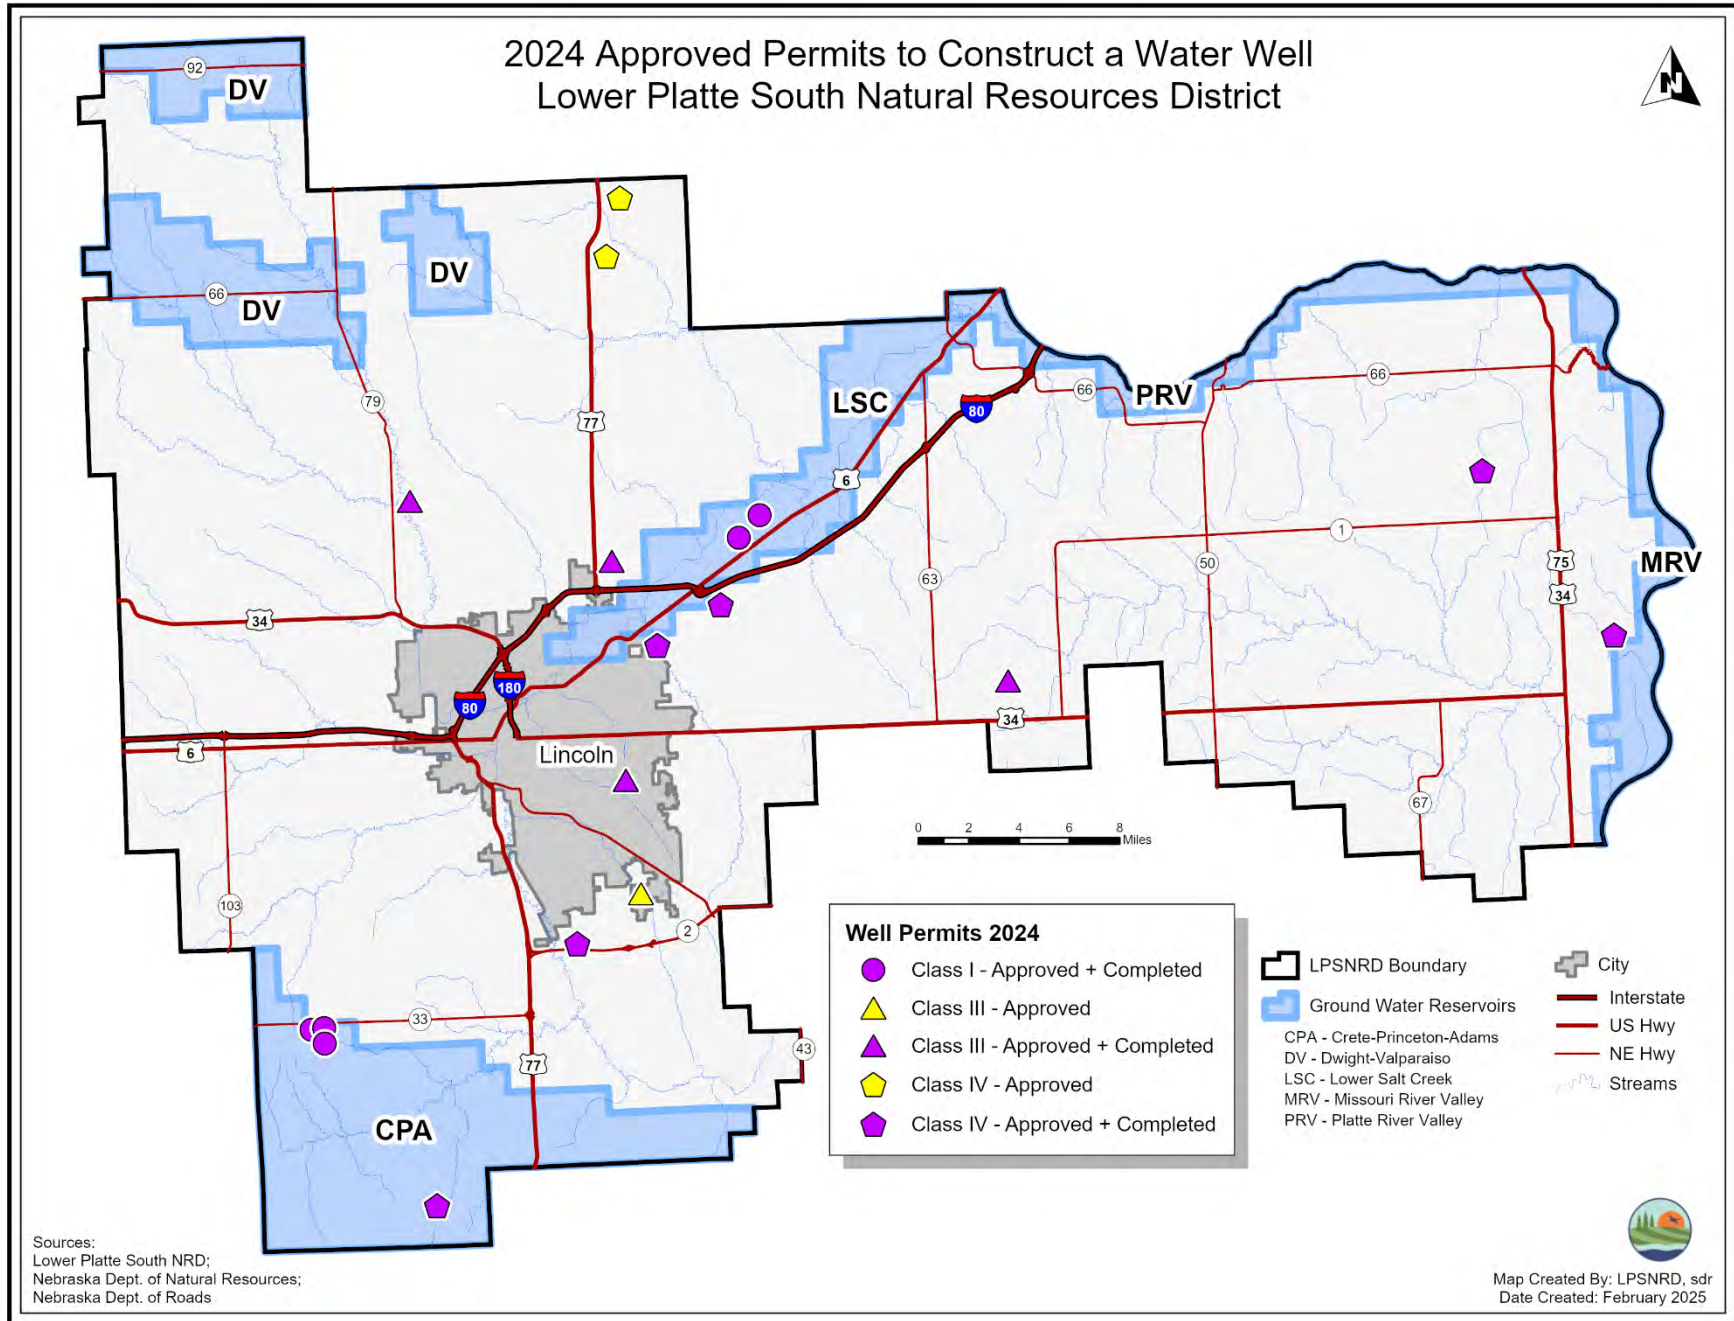 2024 Approved Permits to Construct a Water Well
Lower Platte South Natural Resources District
N
92
DV
DV
66
DV
79
77
LSC
80
66
PRV
66
6
1
63
50
75
34
MRV
34
180
80
6
Lincoln
34
67
0 2 4 6 8
Miles
103
2
33
77
43
CPA
Well Permits 2024
Class I - Approved + Completed
Class III - Approved
Class III - Approved + Completed
Class IV - Approved
Class IV - Approved + Completed
LPSNRD Boundary
Ground Water Reservoirs
CPA - Crete-Princeton-Adams
DV - Dwight-Valparaiso
LSC - Lower Salt Creek
MRV - Missouri River Valley
PRV - Platte River Valley
City
Interstate
US Hwy
NE Hwy
Streams
Sources:
Lower Platte South NRD;
Nebraska Dept. of Natural Resources;
Nebraska Dept. of Roads
Map Created By: LPSNRD, sdr
Date Created: February 2025